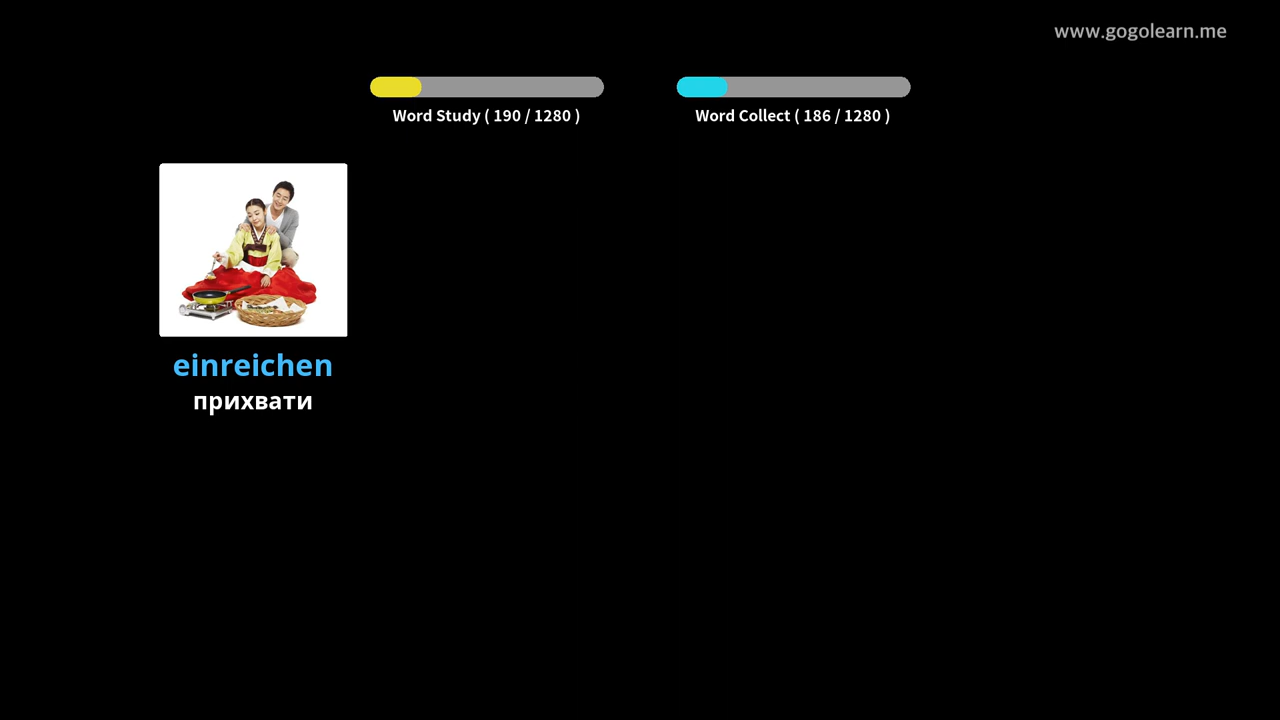 www.gogolearn.me
Word Study ( 190 / 1280 )
Word Collect ( 186 / 1280 )
einreichen
прихвати